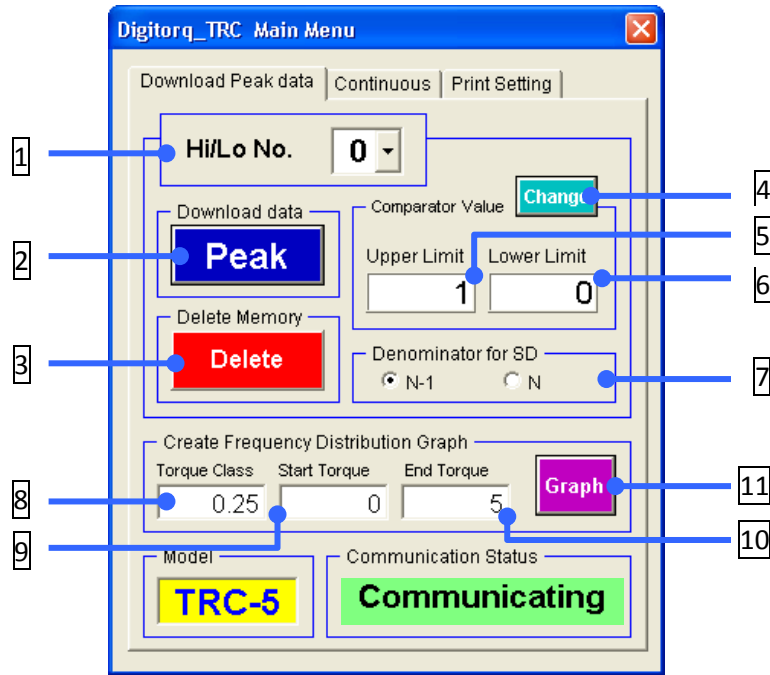 Digitorq_TRC Main Menu
Download Peak data Continuous Print Setting
1 Hi/Lo No. 0
Change 4
Download data Comparator Value
5
2 Peak Upper Limit Lower Limit
1 0 6
Delete Memory
3 Delete Denominator for SD
N-1 N 7
Create Frequency Distribution Graph
Torque Class Start Torque End Torque
8 0.25 0 5 Graph 11
9 10
Model Communication Status
TRC-5 Communicating